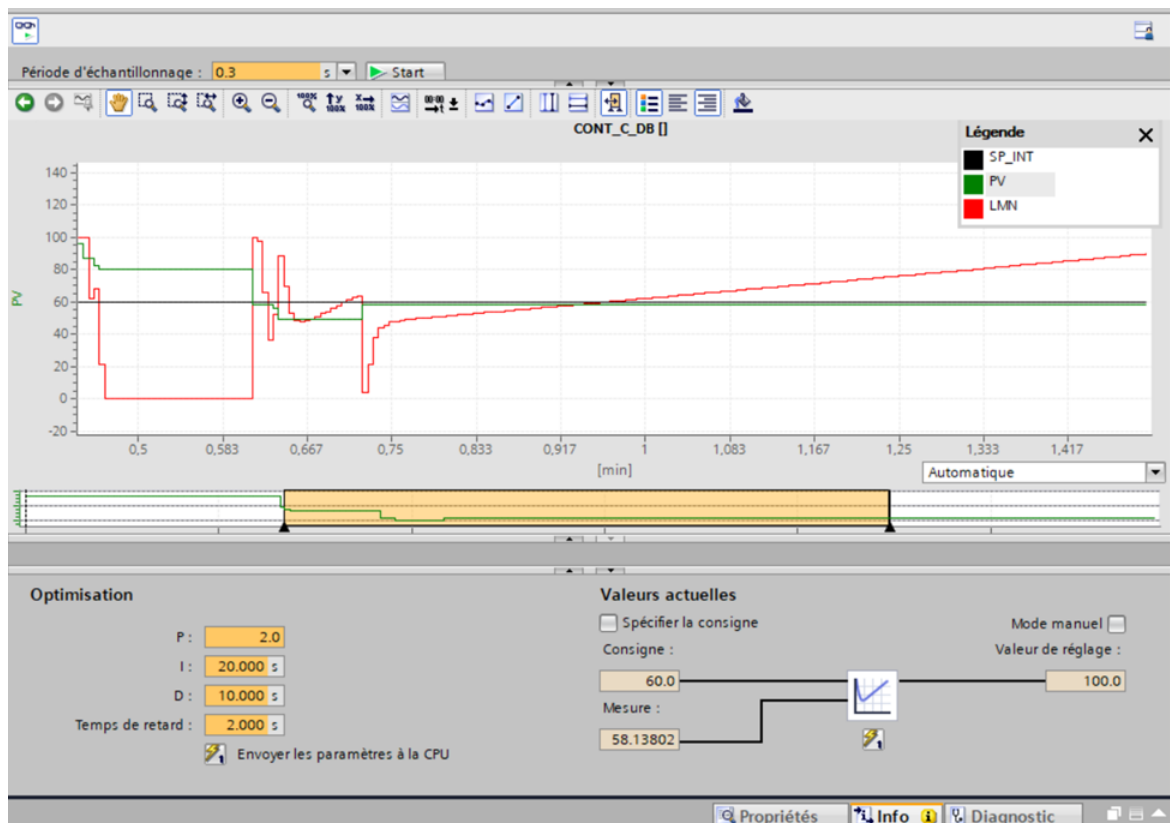 Période d'échantillonnage : 0.3 s Start
CONT_C_DB []
Légende
SP_INT
PV
LMN
140
120
100
80
60
40
20
0
-20
PV
0,5 0,583 0,667 0,75 0,833 0,917 1 1,083 1,167 1,25 1,333 1,417
[min]
Automatique
Optimisation
P : 2.0
I : 20.000 s
D : 10.000 s
Temps de retard : 2.000 s
Envoyer les paramètres à la CPU
Valeurs actuelles
Spécifier la consigne
Mode manuel
Consigne :
Valeur de réglage :
60.0
100.0
Mesure :
58.13802
Propriétés Info Diagnostic